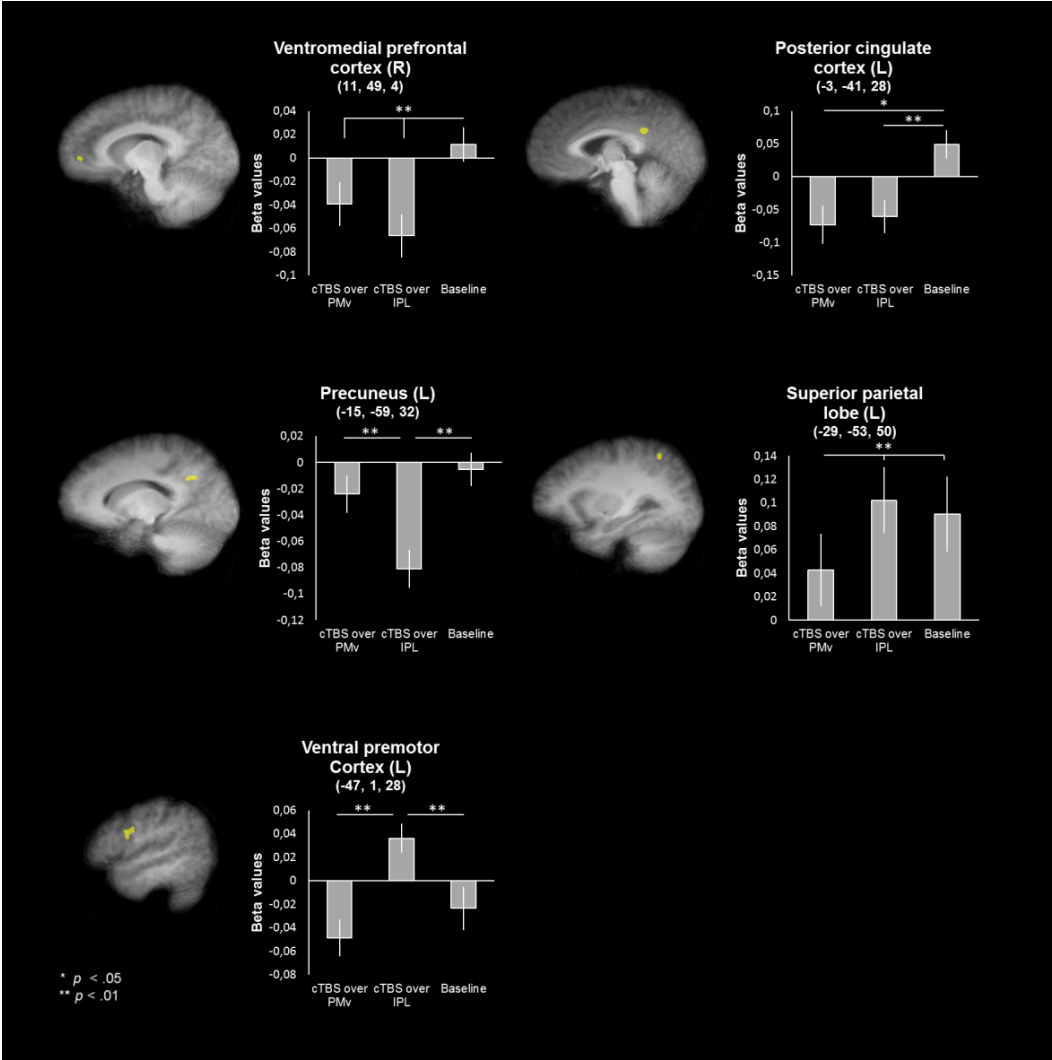 Ventromedial prefrontal
cortex (R)
(11, 49, 4)
**
0,04
0,02
0
-0,02
-0,04
-0,06
-0,08
-0,1
Beta values
cTBS over
PMv
cTBS over
IPL
Baseline
Posterior cingulate
cortex (L)
(-3, -41, 28)
*
**
0,1
0,05
0
-0,05
-0,1
-0,15
Beta values
cTBS over
PMv
cTBS over
IPL
Baseline
Precuneus (L)
(-15, -59, 32)
** **
0,02
0
-0,02
-0,04
-0,06
-0,08
-0,1
-0,12
Beta values
cTBS over
PMv
cTBS over
IPL
Baseline
Superior parietal
lobe (L)
(-29, -53, 50)
**
0,14
0,12
0,1
0,08
0,06
0,04
0,02
0
Beta values
cTBS over
PMv
cTBS over
IPL
Baseline
Ventral premotor
Cortex (L)
(-47, 1, 28)
** **
0,06
0,04
0,02
0
-0,02
-0,04
-0,06
-0,08
Beta values
cTBS over
PMv
cTBS over
IPL
Baseline
* p < .05
** p < .01